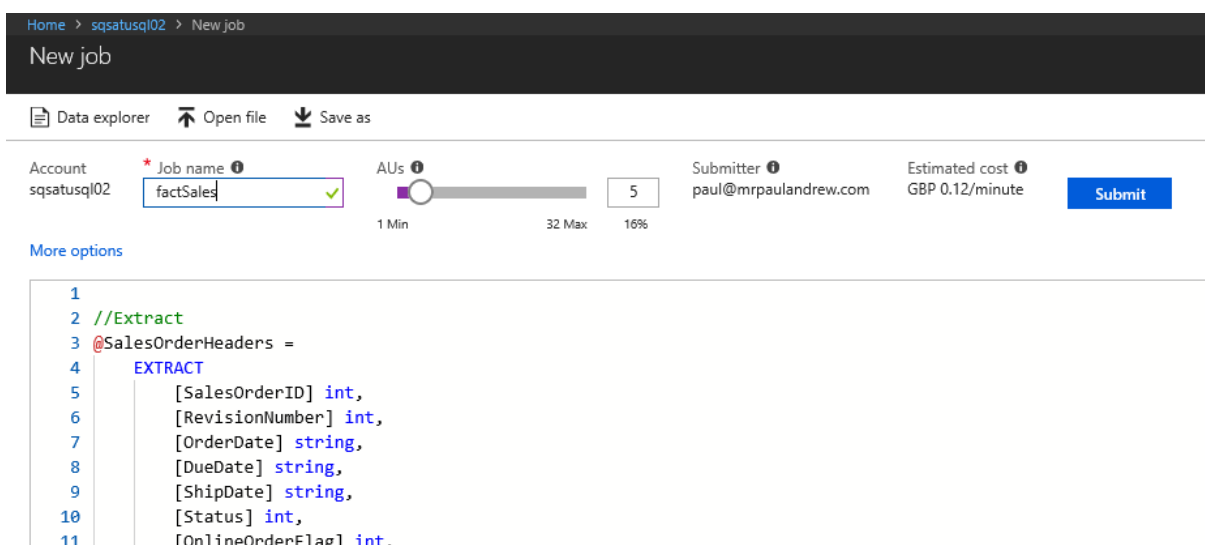 Home > sqsatusql02 > New job
New job
Data explorer Open file Save as
Account * Job name AUs Submitter Estimated cost
sqsatusql02 factSales 5 paul@mrpaulandrew.com GBP 0.12/minute Submit
1 Min 32 Max 16%
More options
1
2 //Extract
3 @SalesOrderHeaders =
4 EXTRACT
5 [SalesOrderID] int,
6 [RevisionNumber] int,
7 [OrderDate] string,
8 [DueDate] string,
9 [ShipDate] string,
10 [Status] int,
11 [OnlineOrderFlag] int,